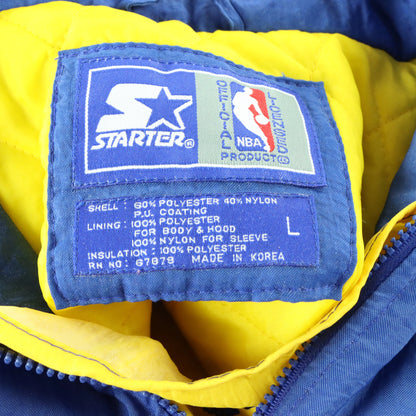 STARTER®
OFFICIAL
LICENSED
NBA
PRODUCT®
SHELL: 60% POLYESTER 40% NYLON
P.U. COATING
LINING: 100% POLYESTER
FOR BODY & HOOD
100% NYLON FOR SLEEVE
INSULATION: 100% POLYESTER
RN NO: 67979 MADE IN KOREA
L